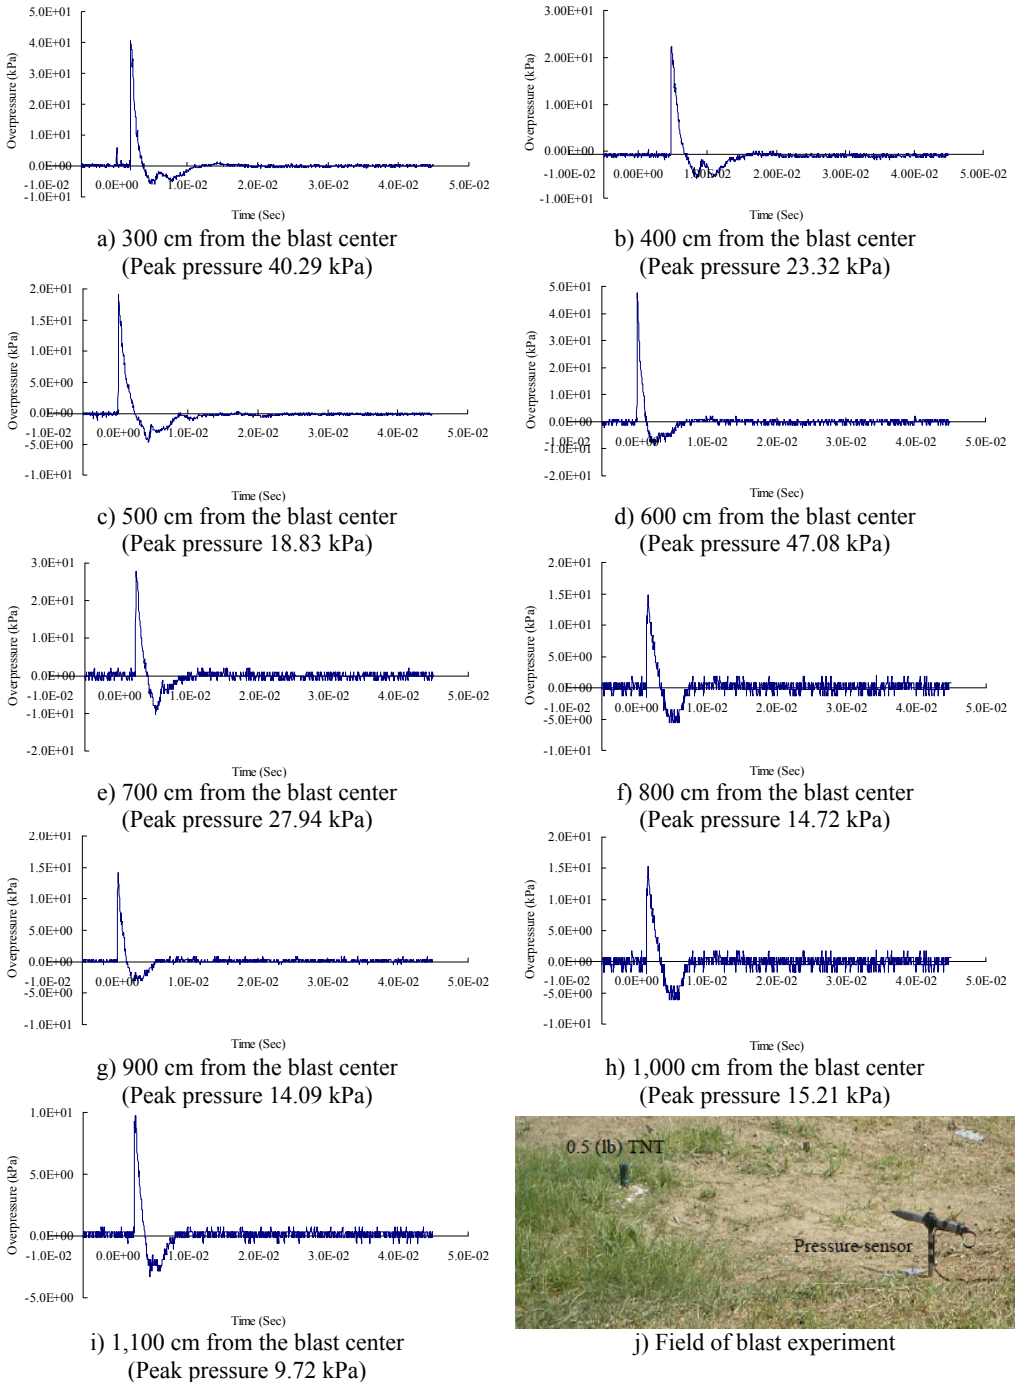 5.0E+01
4.0E+01
3.0E+01
2.0E+01
1.0E+01
0.0E+00
-1.0E-02 0.0E+00 1.0E-02 2.0E-02 3.0E-02 4.0E-02 5.0E-02
-1.0E+01
Overpressure (kPa)
Time (Sec)
a) 300 cm from the blast center
(Peak pressure 40.29 kPa)
3.00E+01
2.00E+01
1.00E+01
0.00E+00
-1.00E-02 0.00E+00 1.00E-02 2.00E-02 3.00E-02 4.00E-02 5.00E-02
-1.00E+01
Overpressure (kPa)
Time (Sec)
b) 400 cm from the blast center
(Peak pressure 23.32 kPa)
2.0E+01
1.5E+01
1.0E+01
5.0E+00
0.0E+00
-1.0E-02 0.0E+00 1.0E-02 2.0E-02 3.0E-02 4.0E-02 5.0E-02
-5.0E+00
-1.0E+01
Overpressure (kPa)
Time (Sec)
c) 500 cm from the blast center
(Peak pressure 18.83 kPa)
5.0E+01
4.0E+01
3.0E+01
2.0E+01
1.0E+01
0.0E+00
-1.0E-02 0.0E+00 1.0E-02 2.0E-02 3.0E-02 4.0E-02 5.0E-02
-1.0E+01
-2.0E+01
Overpressure (kPa)
Time (Sec)
d) 600 cm from the blast center
(Peak pressure 47.08 kPa)
3.0E+01
2.0E+01
1.0E+01
0.0E+00
-1.0E-02 0.0E+00 1.0E-02 2.0E-02 3.0E-02 4.0E-02 5.0E-02
-1.0E+01
-2.0E+01
Overpressure (kPa)
Time (Sec)
e) 700 cm from the blast center
(Peak pressure 27.94 kPa)
2.0E+01
1.5E+01
1.0E+01
5.0E+00
0.0E+00
-1.0E-02 0.0E+00 1.0E-02 2.0E-02 3.0E-02 4.0E-02 5.0E-02
-5.0E+00
-1.0E+01
Overpressure (kPa)
Time (Sec)
f) 800 cm from the blast center
(Peak pressure 14.72 kPa)
2.0E+01
1.5E+01
1.0E+01
5.0E+00
0.0E+00
-1.0E-02 0.0E+00 1.0E-02 2.0E-02 3.0E-02 4.0E-02 5.0E-02
-5.0E+00
-1.0E+01
Overpressure (kPa)
Time (Sec)
g) 900 cm from the blast center
(Peak pressure 14.09 kPa)
2.0E+01
1.5E+01
1.0E+01
5.0E+00
0.0E+00
-1.0E-02 0.0E+00 1.0E-02 2.0E-02 3.0E-02 4.0E-02 5.0E-02
-5.0E+00
-1.0E+01
Overpressure (kPa)
Time (Sec)
h) 1,000 cm from the blast center
(Peak pressure 15.21 kPa)
1.0E+01
5.0E+00
0.0E+00
-1.0E-02 0.0E+00 1.0E-02 2.0E-02 3.0E-02 4.0E-02 5.0E-02
-5.0E+00
Overpressure (kPa)
Time (Sec)
i) 1,100 cm from the blast center
(Peak pressure 9.72 kPa)
0.5 (lb) TNT
Pressure sensor
j) Field of blast experiment